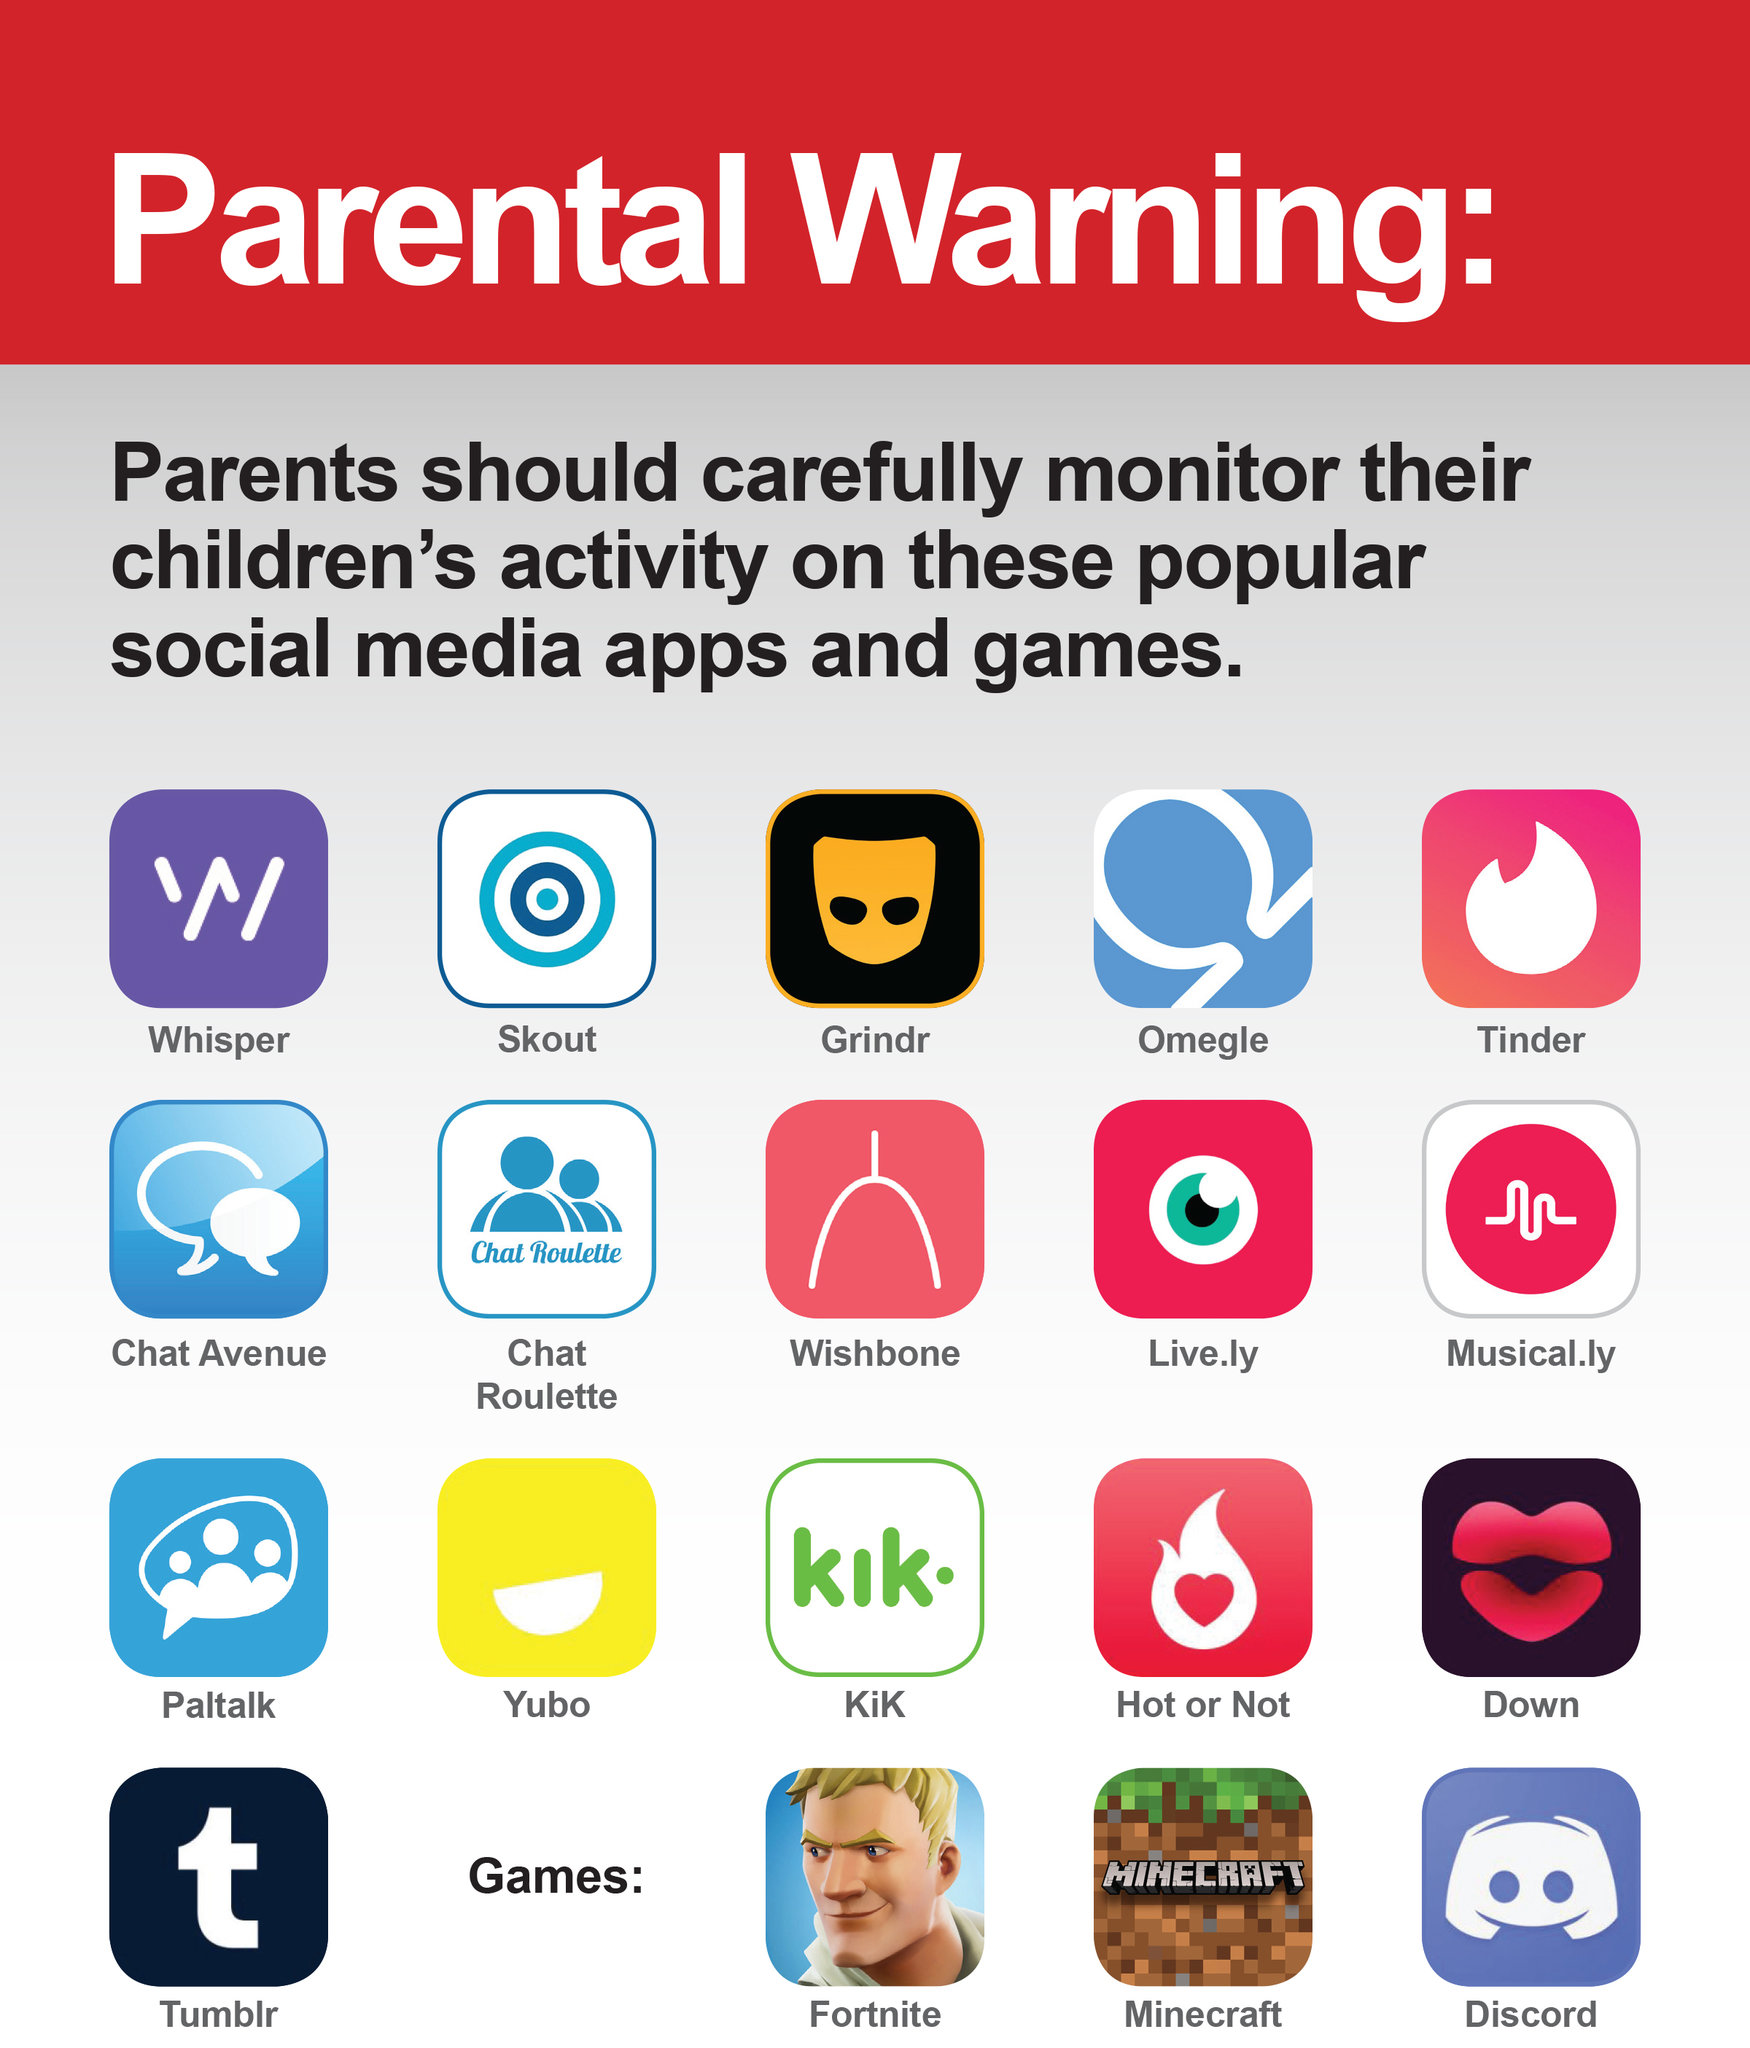 Parental Warning:
Parents should carefully monitor their
children's activity on these popular
social media apps and games.
Whisper
Skout
Grindr
Omegle
Tinder
Chat Roulette
Chat Avenue
Chat
Roulette
Wishbone
Live.ly
Musical.ly
kik.
Paltalk
Yubo
KiK
Hot or Not
Down
t
Tumblr
Games:
MINECRAFT
Fortnite
Minecraft
Discord